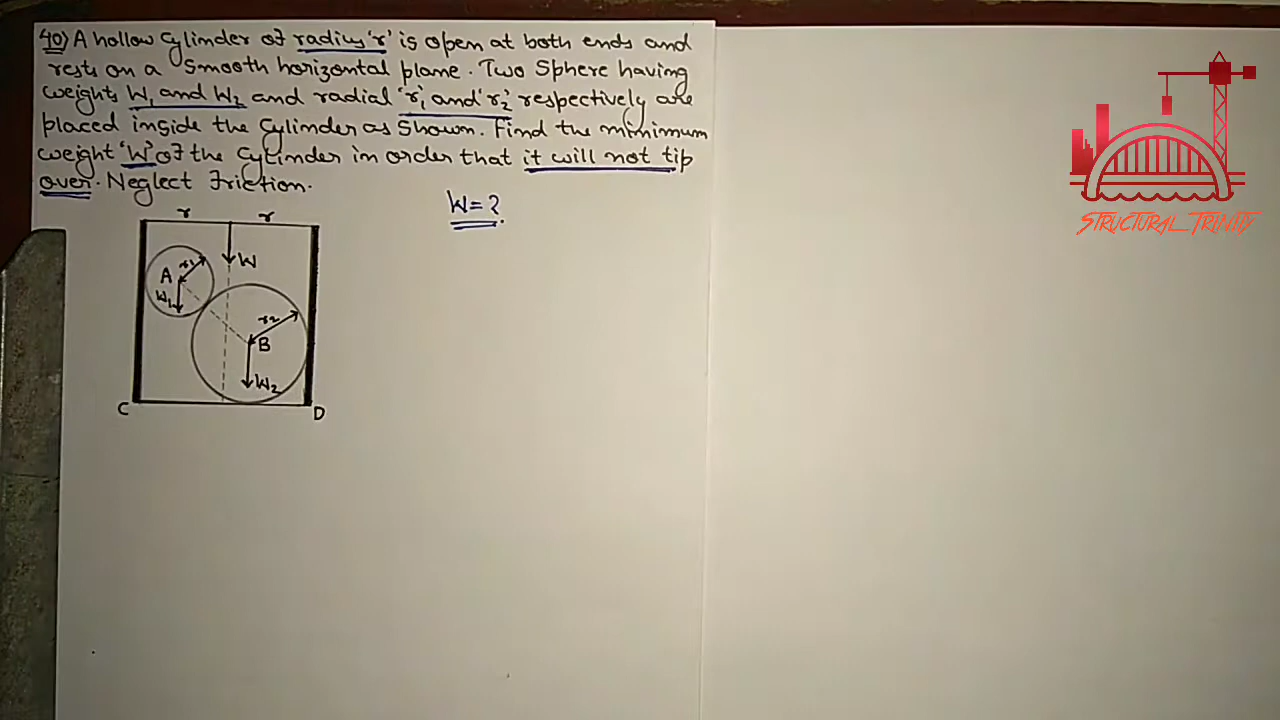 40) A hollow cylinder of radius 'r' is open at both ends and
rests on a smooth horizontal plane. Two Sphere having
weights W1 and W2 and radial 'r1' and 'r2' respectively are
placed inside the cylinder as shown. Find the minimum
weight 'W' of the cylinder in order that it will not tip
over. Neglect Friction.
W=?
r r
W
A r1
W1
r2
B
W2
C D
STRUCTURAL TRINITY